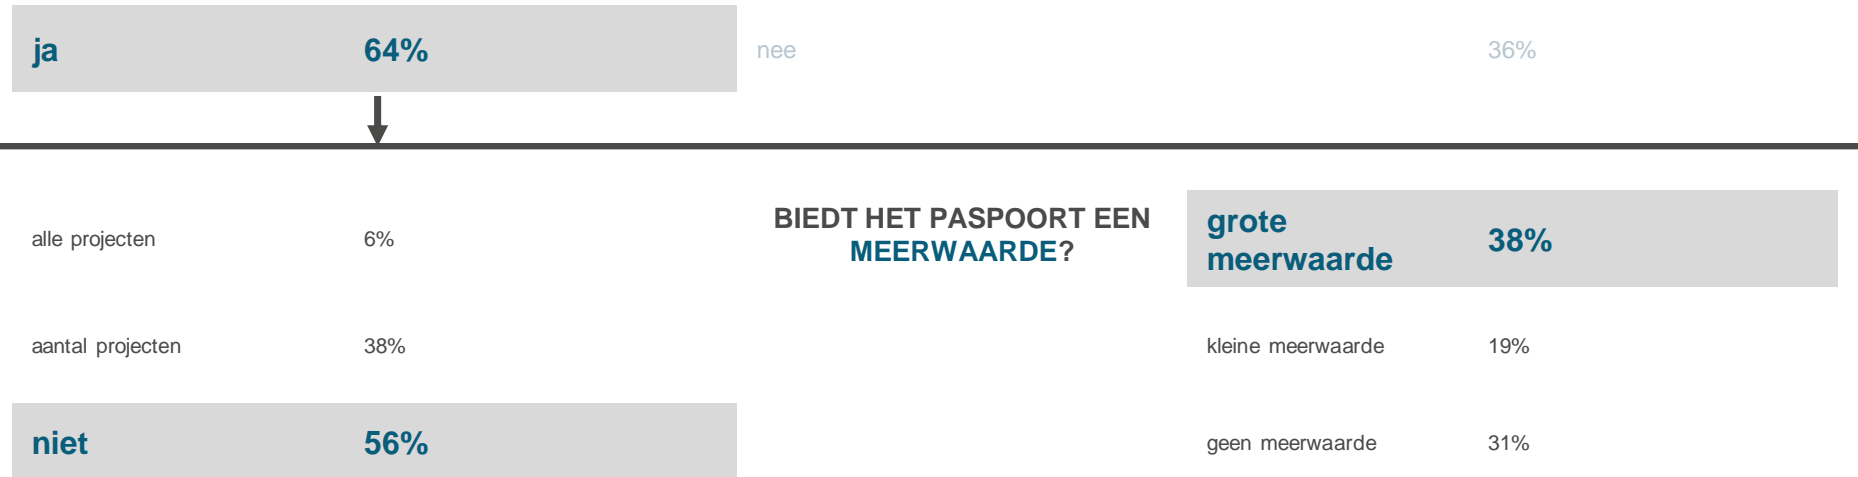 ja 64% nee 36%
BIEDT HET PASPOORT EEN
MEERWAARDE?
alle projecten 6%
grote
meerwaarde 38%
aantal projecten 38%
kleine meerwaarde 19%
niet 56%
geen meerwaarde 31%